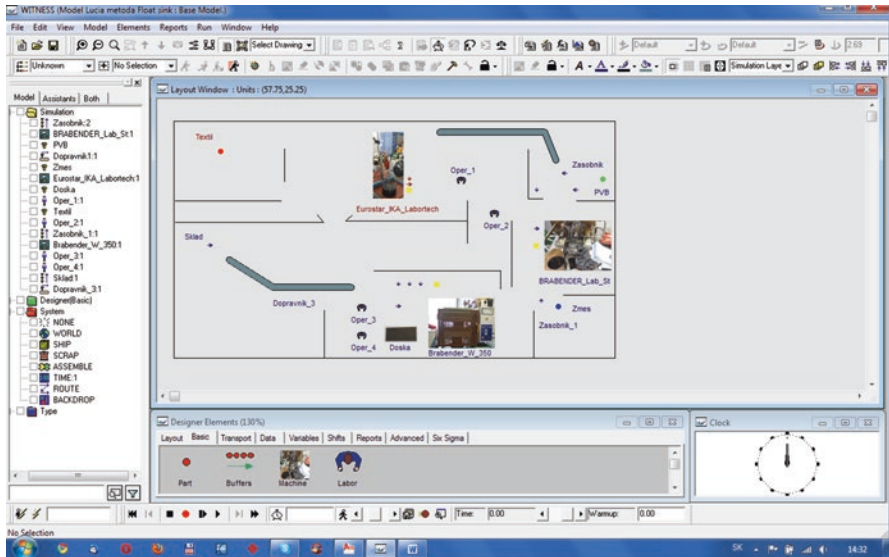 WITNESS (Model Lucia metoda Float sink : Base Model.)
File Edit View Model Elements Reports Run Window Help
Select Drawing Default Default 2.69
Unknown No Selection Simulation Laye
Model Assistants Both
Simulation
Zasobnik:2
BRABENDER_Lab_St:1
PVB
Dopravnik1:1
Zmes
Eurostar_IKA_Labortech:1
Doska
Oper_1:1
Textil
Oper_2:1
Zasobnik_1:1
Brabender_W_350:1
Oper_3:1
Oper_4:1
Sklad:1
Dopravnik_3:1
Designer(Basic)
System
NONE
WORLD
SHIP
SCRAP
ASSEMBLE
TIME:1
ROUTE
BACKDROP
Type
Layout Window : Units : (57.75,25.25)
Textil
Oper_1
Zasobnik
PVB
Eurostar_IKA_Labortech
Oper_2
Sklad
BRABENDER_Lab_St
Dopravnik_3
Oper_3
Zmes
Zasobnik_1
Oper_4 Doska Brabender_W_350
Designer Elements (130%)
Layout Basic Transport Data Variables Shifts Reports Advanced Six Sigma
Part Buffers Machine Labor
Clock
Time: 0.00 Warmup: 0.00
No Selection
SK 14:32